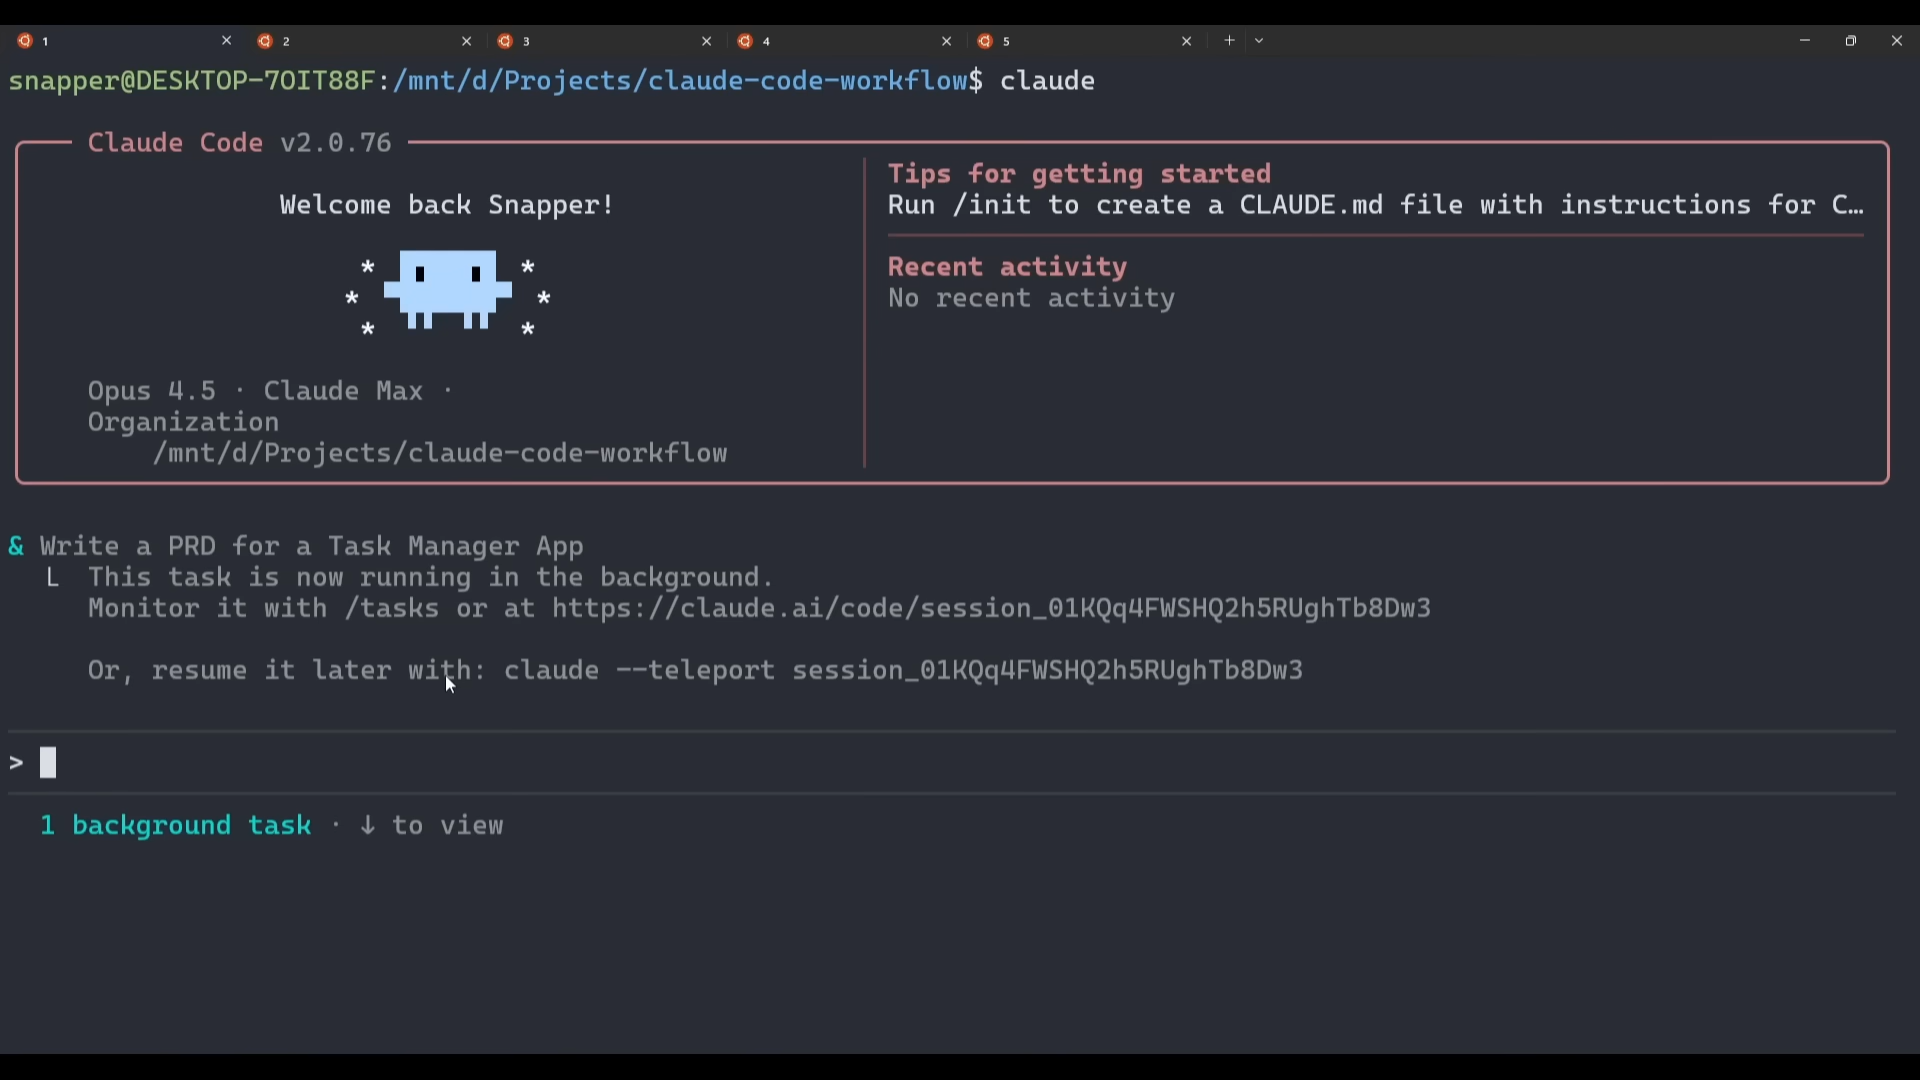 1 2 3 4 5
snapper@DESKTOP-7OIT88F:/mnt/d/Projects/claude-code-workflow$ claude
Claude Code v2.0.76
Welcome back Snapper!
* *
* *
* *
Opus 4.5 · Claude Max ·
Organization
/mnt/d/Projects/claude-code-workflow
Tips for getting started
Run /init to create a CLAUDE.md file with instructions for C…
Recent activity
No recent activity
& Write a PRD for a Task Manager App
└ This task is now running in the background.
Monitor it with /tasks or at https://claude.ai/code/session_01KQq4FWSHQ2h5RUghTb8Dw3
Or, resume it later with: claude --teleport session_01KQq4FWSHQ2h5RUghTb8Dw3
>
1 background task · ↓ to view